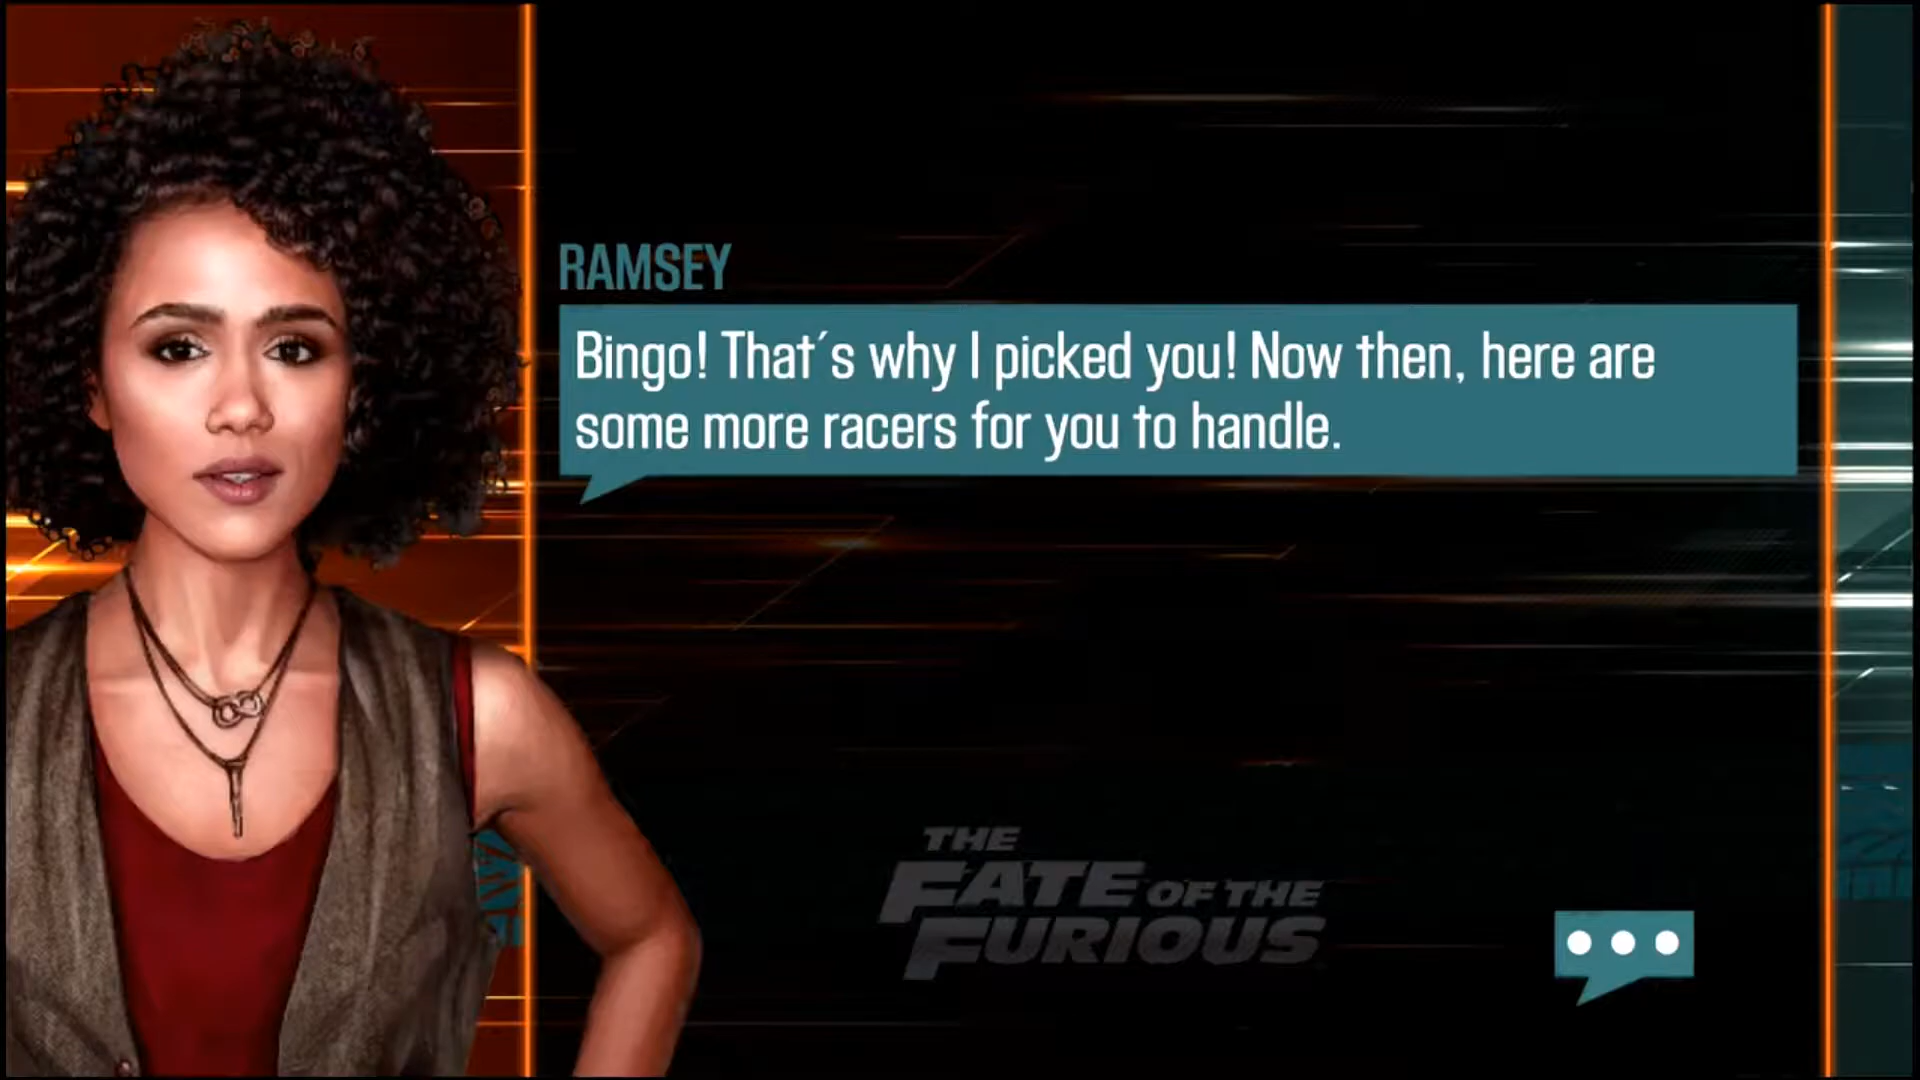 RAMSEY
Bingo! That´s why I picked you! Now then, here are
some more racers for you to handle.
THE
FATE OF THE
FURIOUS